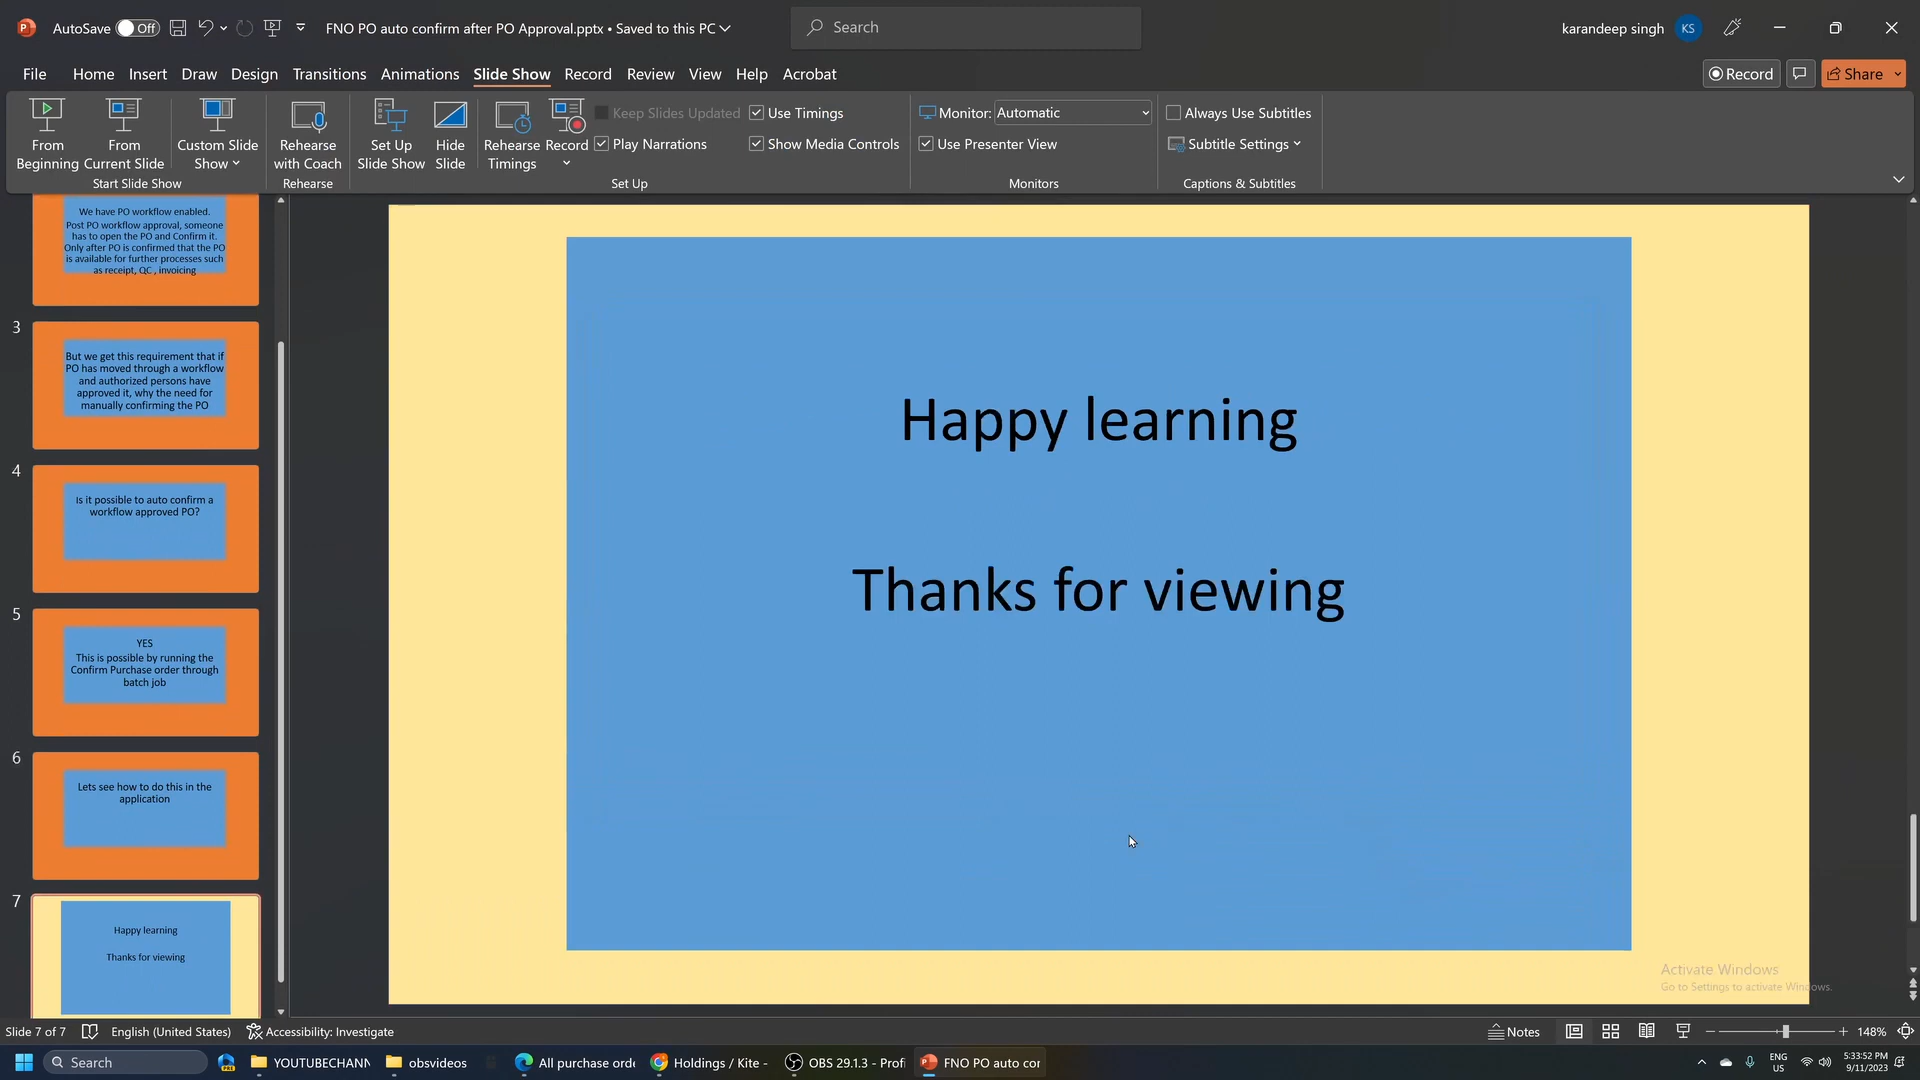 AutoSave Off
FNO PO auto confirm after PO Approval.pptx • Saved to this PC
Search
karandeep singh KS
File Home Insert Draw Design Transitions Animations Slide Show Record Review View Help Acrobat
Record
Share
From Beginning
From Current Slide
Custom Slide Show
Start Slide Show
Rehearse with Coach
Rehearse
Set Up Slide Show
Hide Slide
Rehearse Timings
Record
Keep Slides Updated
Play Narrations
Use Timings
Show Media Controls
Set Up
Monitor: Automatic
Use Presenter View
Monitors
Always Use Subtitles
Subtitle Settings
Captions & Subtitles
We have PO workflow enabled.
Post PO workflow approval, someone
has to open the PO and Confirm it.
Only after PO is confirmed that the PO
is available for further processes such
as receipt, QC , invoicing
3
But we get this requirement that if
PO has moved through a workflow
and authorized persons have
approved it, why the need for
manually confirming the PO
4
Is it possible to auto confirm a
workflow approved PO?
5
YES
This is possible by running the
Confirm Purchase order through
batch job
6
Lets see how to do this in the
application
7
Happy learning
Thanks for viewing
Happy learning
Thanks for viewing
Activate Windows
Go to Settings to activate Windows.
Slide 7 of 7
English (United States)
Accessibility: Investigate
Notes
148%
Search
PRE
YOUTUBECHANN
obsvideos
All purchase orde
Holdings / Kite -
OBS 29.1.3 - Profi
FNO PO auto cor
ENG
US
5:33:52 PM
9/11/2023